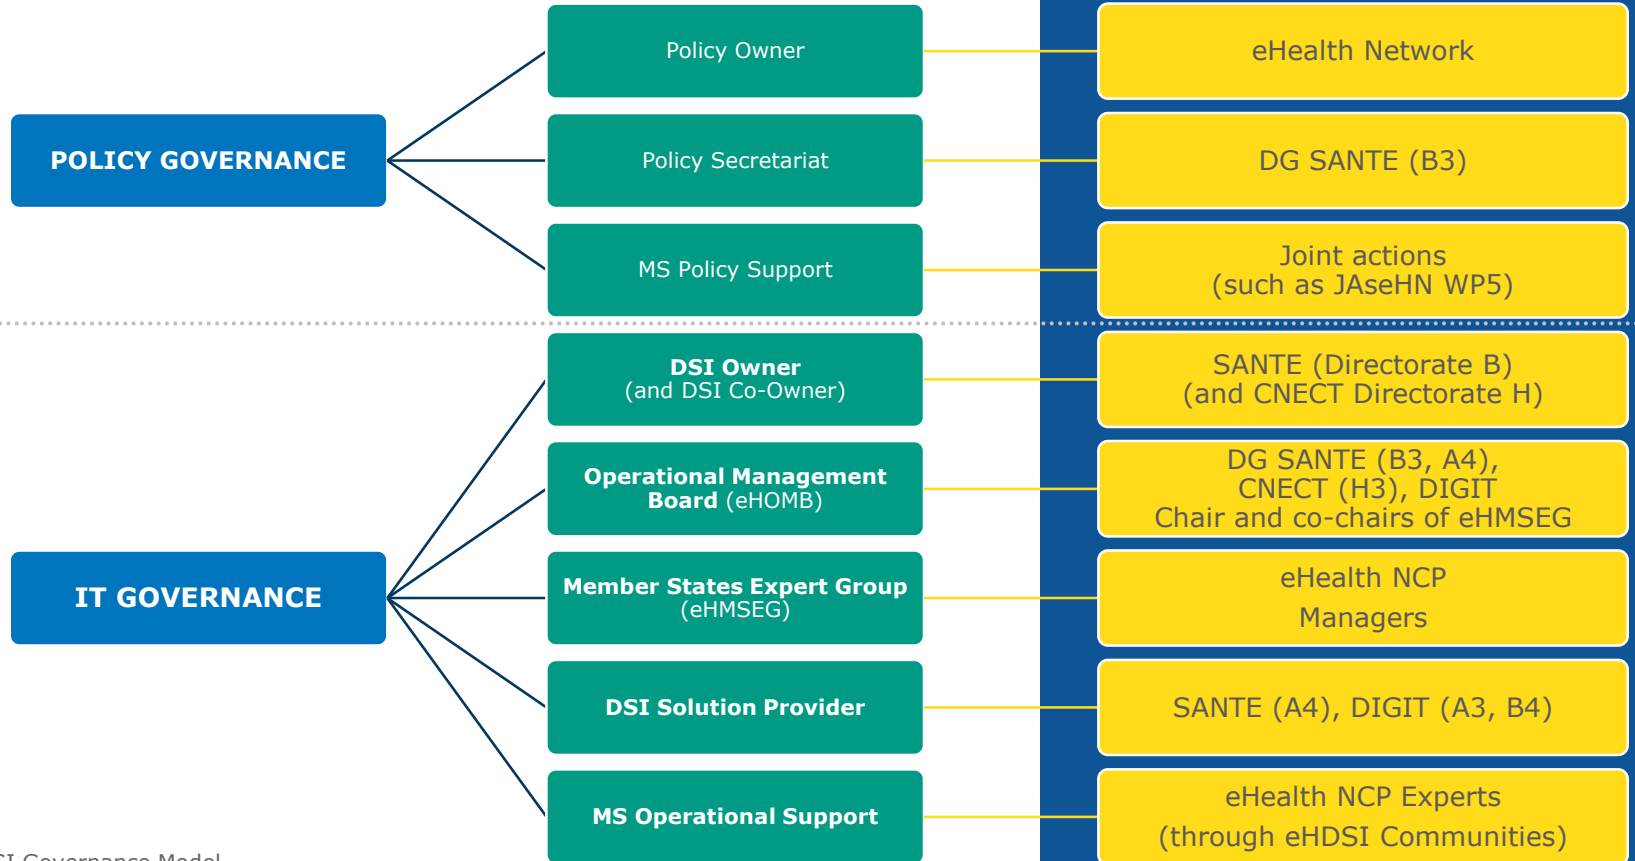 POLICY GOVERNANCE
Policy Owner
eHealth Network
Policy Secretariat
DG SANTE (B3)
MS Policy Support
Joint actions
(such as JAseHN WP5)
IT GOVERNANCE
DSI Owner
(and DSI Co-Owner)
SANTE (Directorate B)
(and CNECT Directorate H)
Operational Management
Board (eHOMB)
DG SANTE (B3, A4),
CNECT (H3), DIGIT
Chair and co-chairs of eHMSEG
Member States Expert Group
(eHMSEG)
eHealth NCP
Managers
DSI Solution Provider
SANTE (A4), DIGIT (A3, B4)
MS Operational Support
eHealth NCP Experts
(through eHDSI Communities)
Governance Model